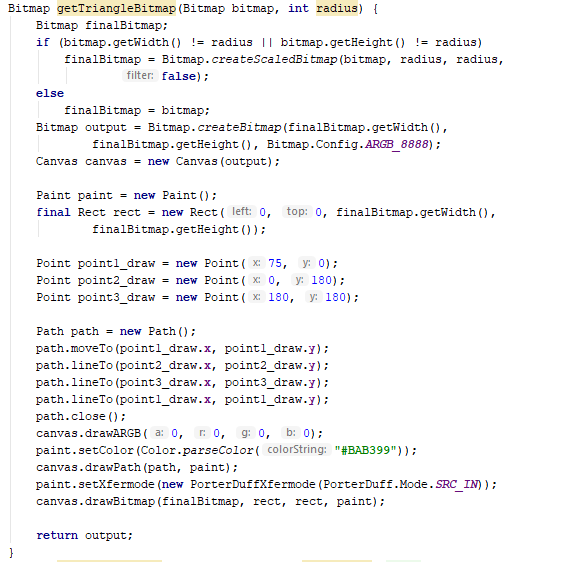 Bitmap getTriangleBitmap(Bitmap bitmap, int radius) {
    Bitmap finalBitmap;
    if (bitmap.getWidth() != radius || bitmap.getHeight() != radius)
        finalBitmap = Bitmap.createScaledBitmap(bitmap, radius, radius,
                filter: false);
    else
        finalBitmap = bitmap;
    Bitmap output = Bitmap.createBitmap(finalBitmap.getWidth(),
            finalBitmap.getHeight(), Bitmap.Config.ARGB_8888);
    Canvas canvas = new Canvas(output);

    Paint paint = new Paint();
    final Rect rect = new Rect( left: 0, top: 0, finalBitmap.getWidth(),
            finalBitmap.getHeight());

    Point point1_draw = new Point( x: 75, y: 0);
    Point point2_draw = new Point( x: 0, y: 180);
    Point point3_draw = new Point( x: 180, y: 180);

    Path path = new Path();
    path.moveTo(point1_draw.x, point1_draw.y);
    path.lineTo(point2_draw.x, point2_draw.y);
    path.lineTo(point3_draw.x, point3_draw.y);
    path.lineTo(point1_draw.x, point1_draw.y);
    path.close();
    canvas.drawARGB( a: 0, r: 0, g: 0, b: 0);
    paint.setColor(Color.parseColor( colorString: "#BAB399"));
    canvas.drawPath(path, paint);
    paint.setXfermode(new PorterDuffXfermode(PorterDuff.Mode.SRC_IN));
    canvas.drawBitmap(finalBitmap, rect, rect, paint);

    return output;
}